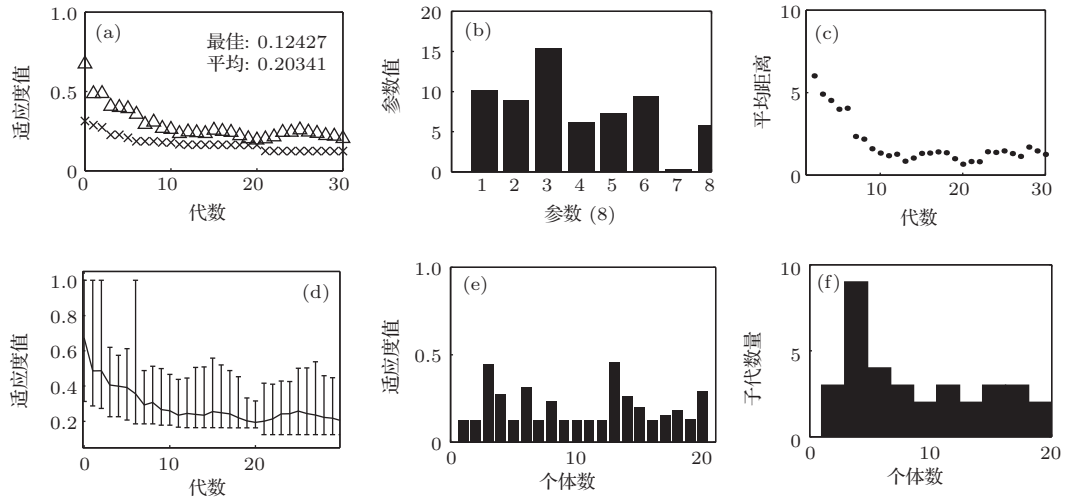 (a)
最佳: 0.12427
平均: 0.20341
适应度值
1.0
0.5
0
0 10 20 30
代数
(b)
参数值
20
15
10
5
0
1 2 3 4 5 6 7 8
参数 (8)
(c)
平均距离
10
5
0
10 20 30
代数
(d)
适应度值
1.0
0.8
0.6
0.4
0.2
0 10 20
代数
(e)
适应度值
1.0
0.5
0
0 10 20
个体数
(f)
子代数量
10
5
0
10 20
个体数